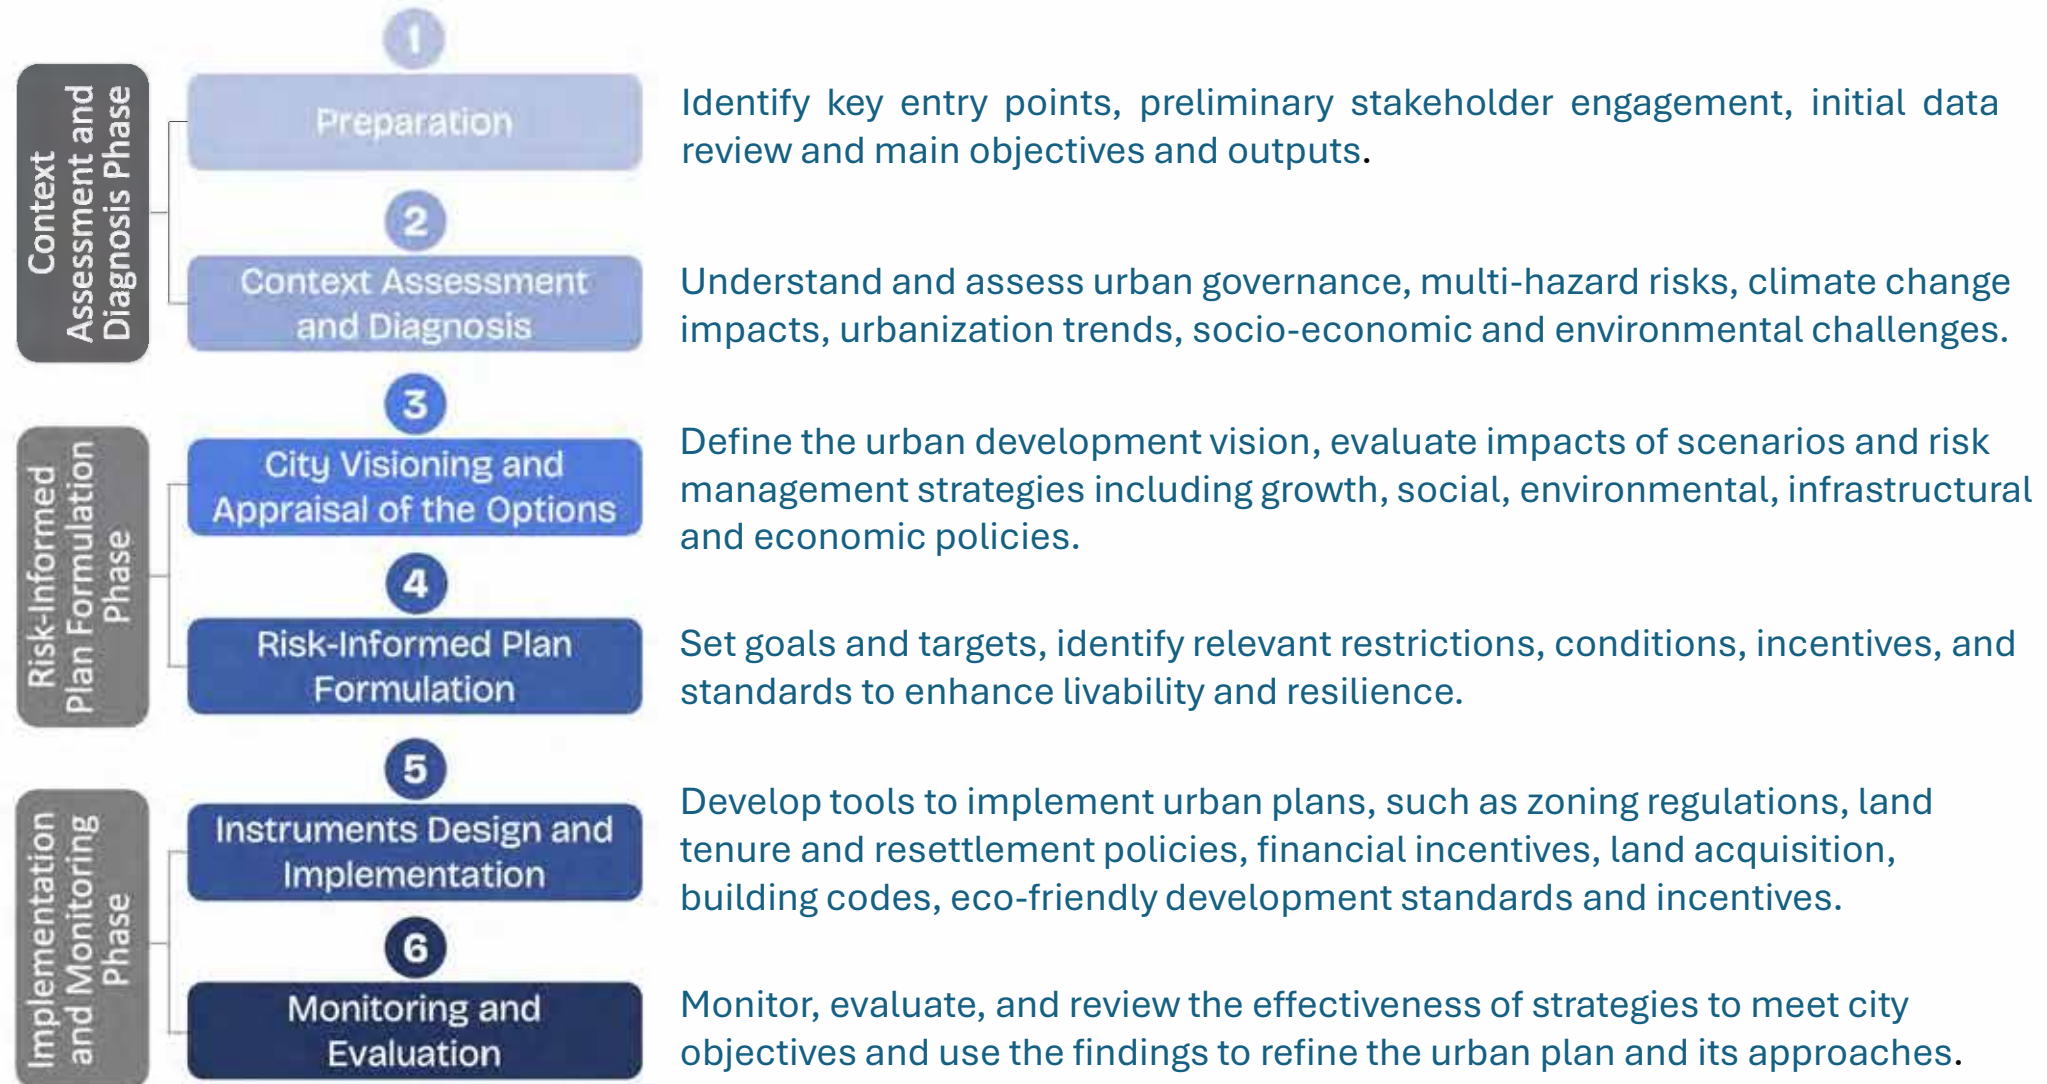 Context
Assessment and
Diagnosis Phase
1
Preparation
Identify key entry points, preliminary stakeholder engagement, initial data
review and main objectives and outputs.
2
Context Assessment
and Diagnosis
Understand and assess urban governance, multi-hazard risks, climate change
impacts, urbanization trends, socio-economic and environmental challenges.
Risk-Informed
Plan Formulation
Phase
3
City Visioning and
Appraisal of the Options
Define the urban development vision, evaluate impacts of scenarios and risk
management strategies including growth, social, environmental, infrastructural
and economic policies.
4
Risk-Informed Plan
Formulation
Set goals and targets, identify relevant restrictions, conditions, incentives, and
standards to enhance livability and resilience.
Implementation
and Monitoring
Phase
5
Instruments Design and
Implementation
Develop tools to implement urban plans, such as zoning regulations, land
tenure and resettlement policies, financial incentives, land acquisition,
building codes, eco-friendly development standards and incentives.
6
Monitoring and
Evaluation
Monitor, evaluate, and review the effectiveness of strategies to meet city
objectives and use the findings to refine the urban plan and its approaches.